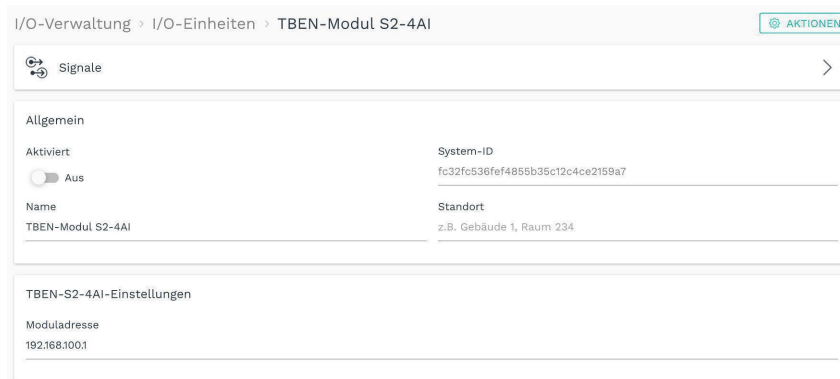 I/O-Verwaltung > I/O-Einheiten > TBEN-Modul S2-4AI
AKTIONEN
Signale
Allgemein
Aktiviert
Aus
System-ID
fc32fc536fef4855b35c12c4ce2159a7
Name
TBEN-Modul S2-4AI
Standort
z.B. Gebäude 1, Raum 234
TBEN-S2-4AI-Einstellungen
Moduladresse
192.168.100.1